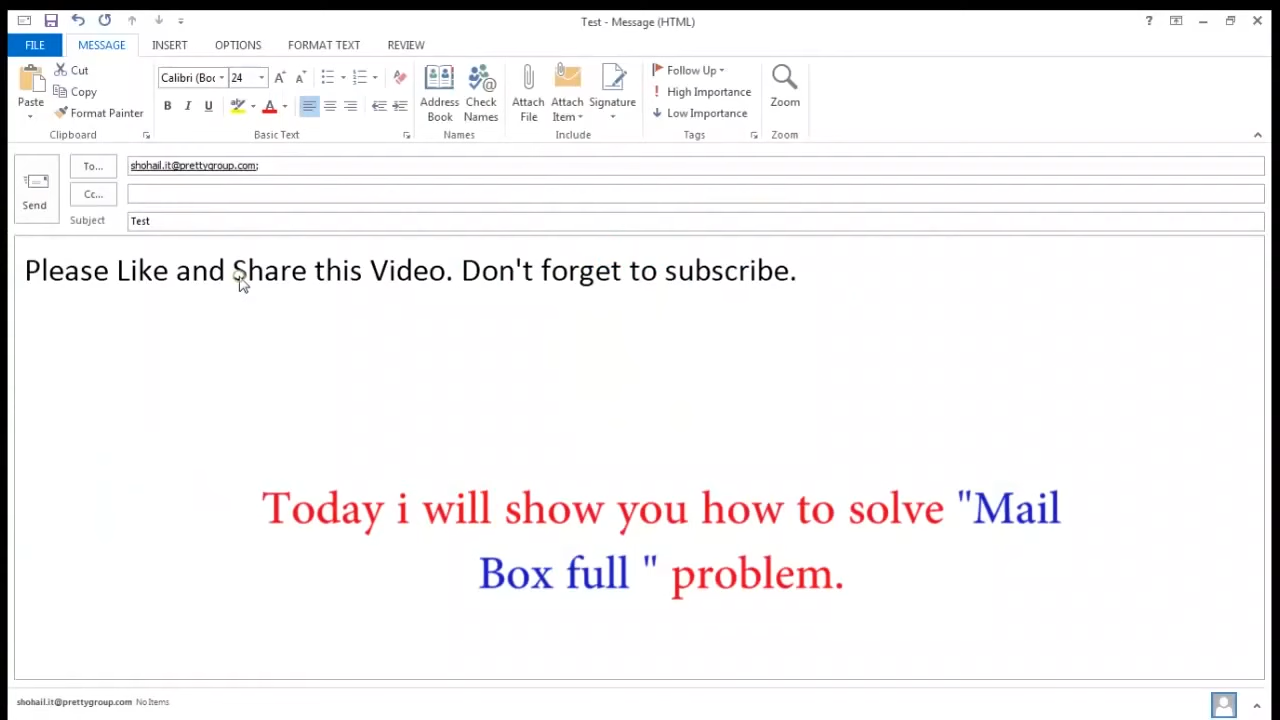 Test - Message (HTML)
?
FILE MESSAGE INSERT OPTIONS FORMAT TEXT REVIEW
Paste
Cut
Copy
Format Painter
Clipboard
Calibri (Boc 24
B I U
Basic Text
Address Book
Check Names
Names
Attach File
Attach Item
Signature
Include
Follow Up
High Importance
Low Importance
Tags
Zoom
Zoom
Send
To... shohail.it@prettygroup.com;
Cc...
Subject Test
Please Like and Share this Video. Don't forget to subscribe.
Today i will show you how to solve "Mail
Box full " problem.
shohail.it@prettygroup.com No Items